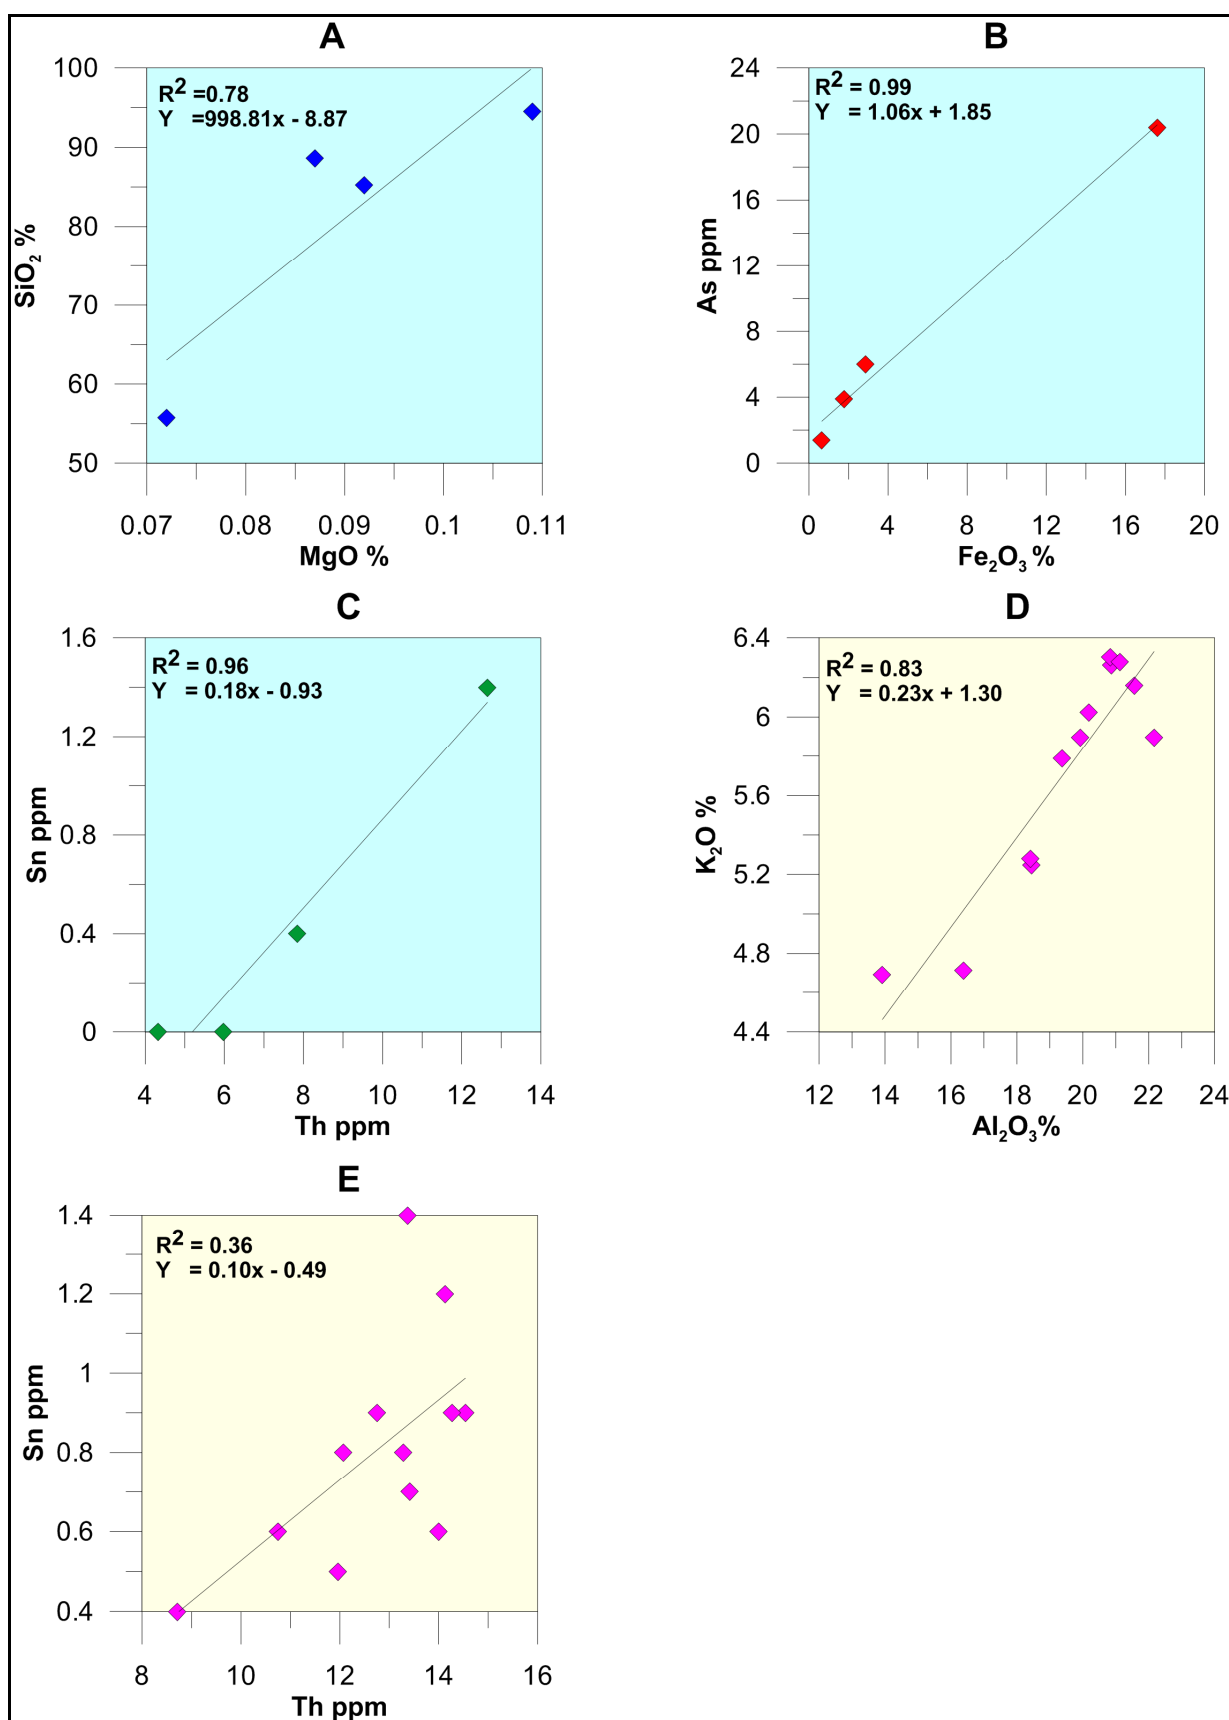 A
R2 =0.78
Y =998.81x - 8.87
100
90
80
70
60
50
SiO2 %
0.07 0.08 0.09 0.1 0.11
MgO %
B
R2 = 0.99
Y = 1.06x + 1.85
24
20
16
12
8
4
0
As ppm
0 4 8 12 16 20
Fe2O3 %
C
R2 = 0.96
Y = 0.18x - 0.93
1.6
1.2
0.8
0.4
0
Sn ppm
4 6 8 10 12 14
Th ppm
D
R2 = 0.83
Y = 0.23x + 1.30
6.4
6
5.6
5.2
4.8
4.4
K2O %
12 14 16 18 20 22 24
Al2O3%
E
R2 = 0.36
Y = 0.10x - 0.49
1.4
1.2
1
0.8
0.6
0.4
Sn ppm
8 10 12 14 16
Th ppm